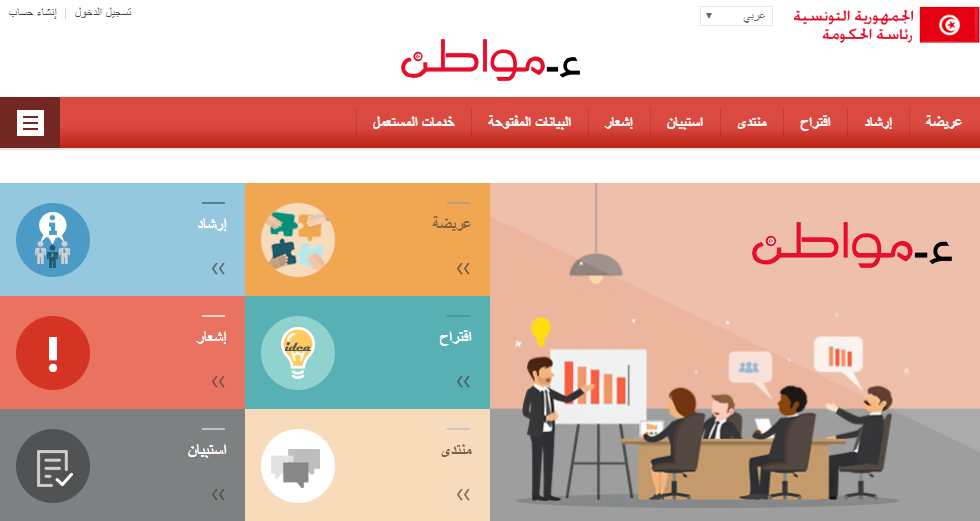 الجمهورية التونسية
رئاسة الحكومة
عربي
تسجيل الدخول
إنشاء حساب
ء-مواطن
عريضة
إرشاد
اقتراح
منتدى
استبيان
إشعار
البيانات المفتوحة
خدمات المستعمل
ء-مواطن
عريضة
إرشاد
اقتراح
idea
إشعار
منتدى
استبيان